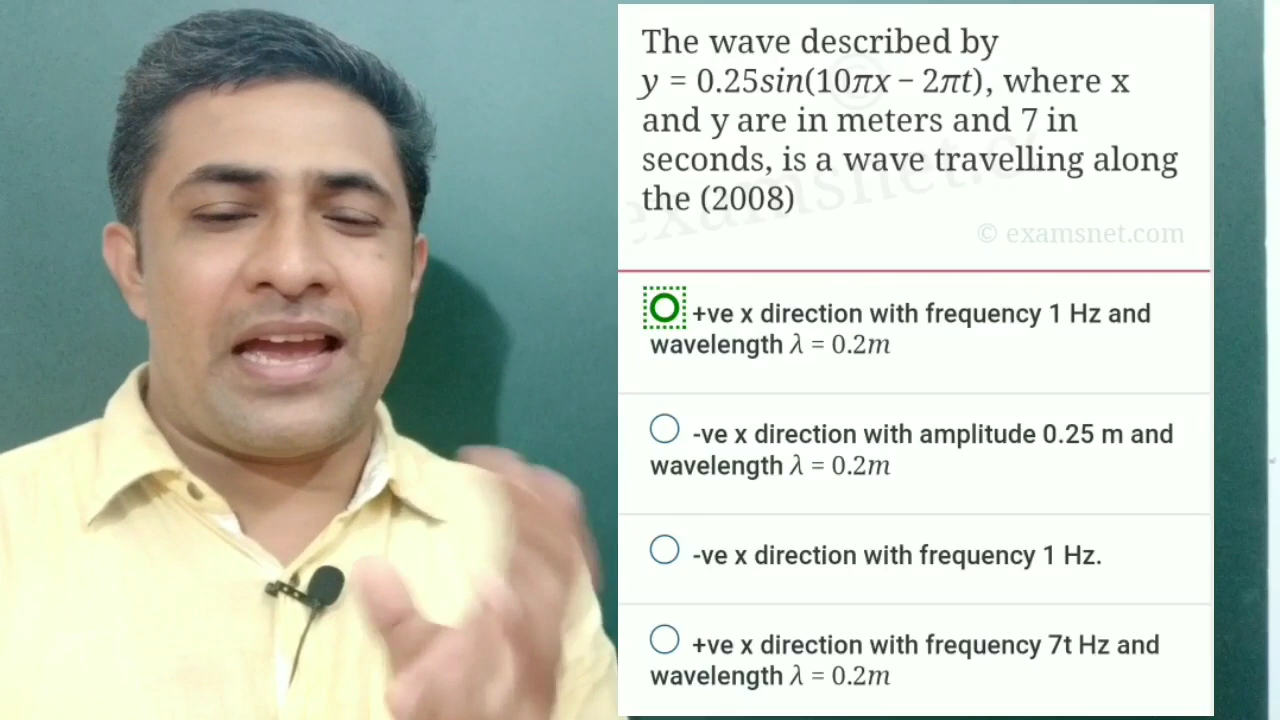 The wave described by
y = 0.25sin(10πx − 2πt), where x
and y are in meters and 7 in
seconds, is a wave travelling along
the (2008)
© examsnet.com
+ve x direction with frequency 1 Hz and
wavelength λ = 0.2m
-ve x direction with amplitude 0.25 m and
wavelength λ = 0.2m
-ve x direction with frequency 1 Hz.
+ve x direction with frequency 7t Hz and
wavelength λ = 0.2m